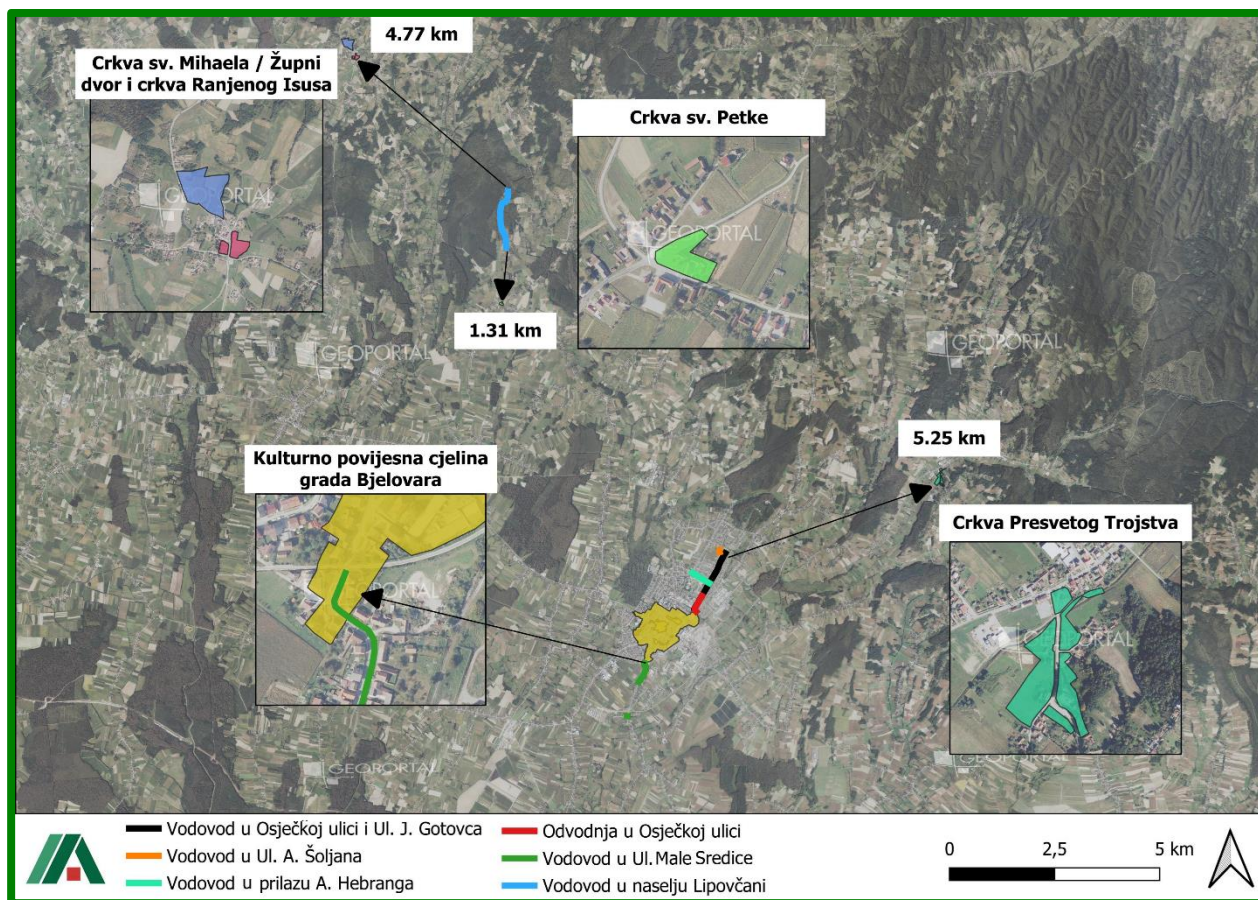 4.77 km
Crkva sv. Mihaela / Župni
dvor i crkva Ranjenog Isusa
GEOPORTAL
Crkva sv. Petke
GEOPORTAL
1.31 km
GEOPORTAL
GEOPORTAL
5.25 km
Kulturno povijesna cjelina
grada Bjelovara
GEOPORTAL
Crkva Presvetog Trojstva
GEOPORTAL
GEOPORTAL
GEOPORTAL
Vodovod u Osječkoj ulici i Ul. J. Gotovca
Vodovod u Ul. A. Šoljana
Vodovod u prilazu A. Hebranga
Odvodnja u Osječkoj ulici
Vodovod u Ul. Male Sredice
Vodovod u naselju Lipovčani
0 2,5 5 km